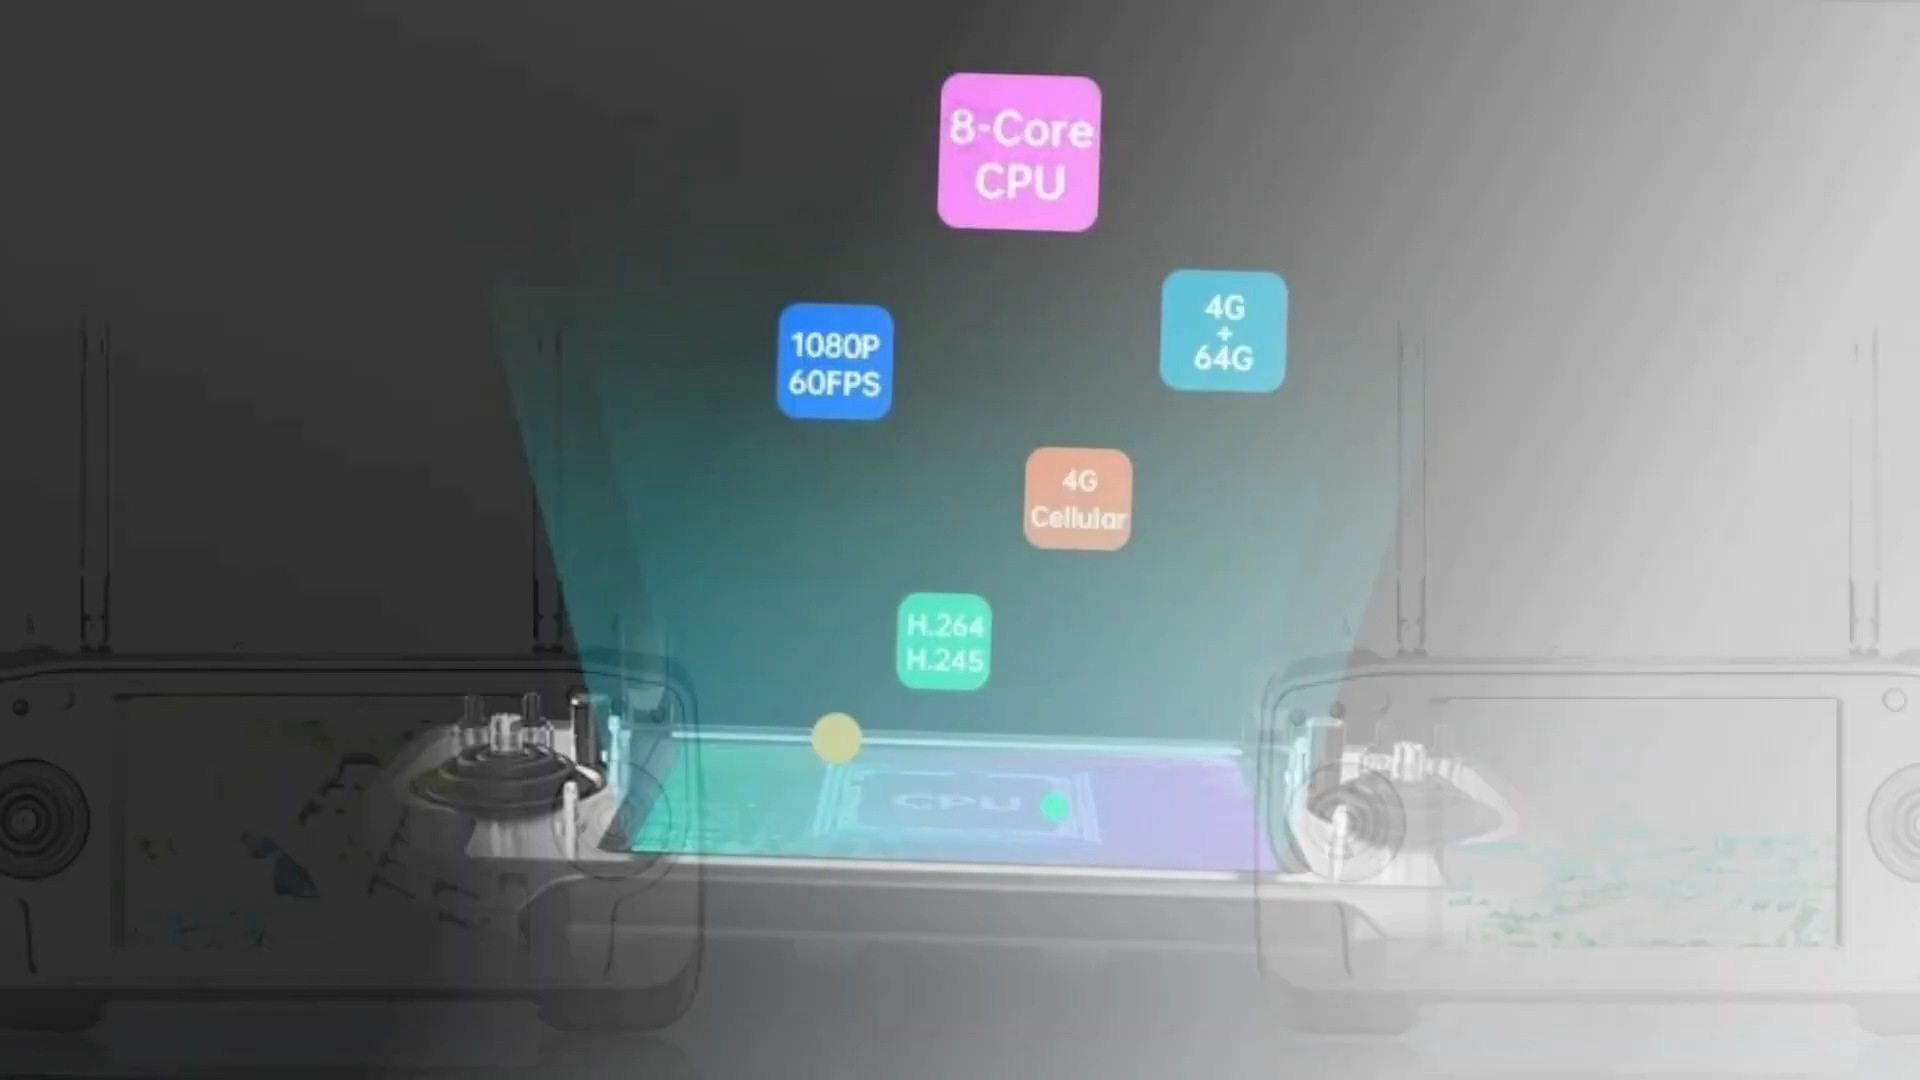 8-Core
CPU
4G
+
64G
1080P
60FPS
4G
Cellular
H.264
H.245
CPU